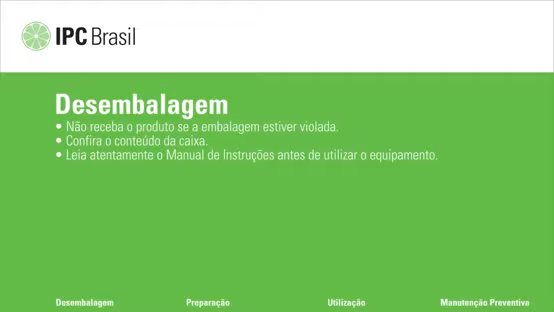 IPC Brasil
Desembalagem
• Não receba o produto se a embalagem estiver violada.
• Confira o conteúdo da caixa.
• Leia atentamente o Manual de Instruções antes de utilizar o equipamento.
Desembalagem Preparação Utilização Manutenção Preventiva